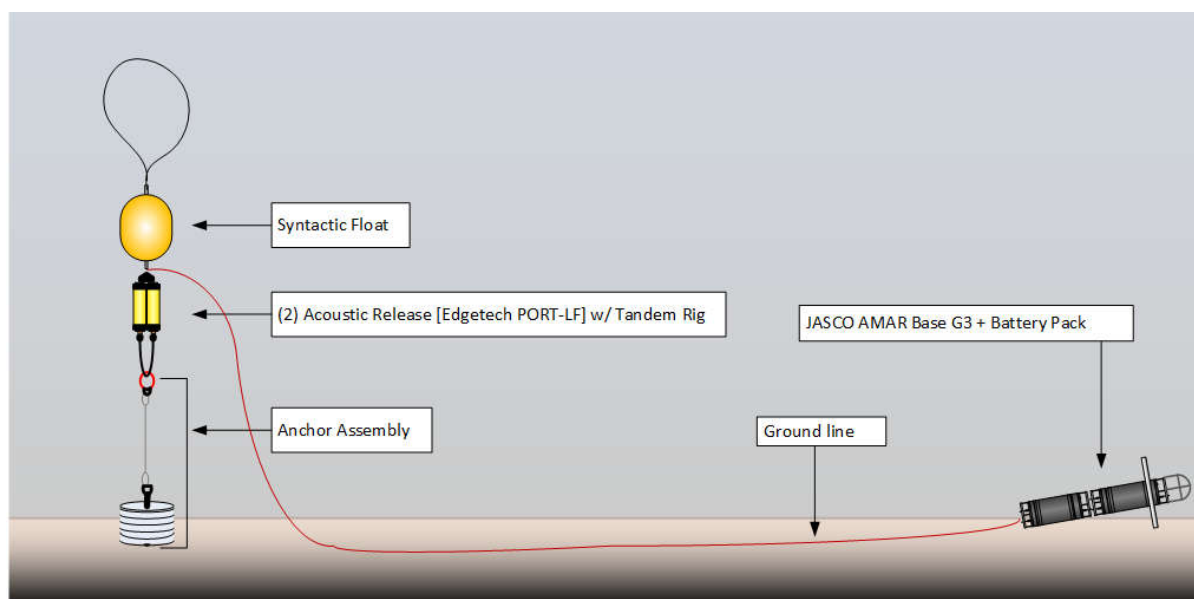 Syntactic Float
(2) Acoustic Release [Edgetech PORT-LF] w/ Tandem Rig
JASCO AMAR Base G3 + Battery Pack
Anchor Assembly
Ground line